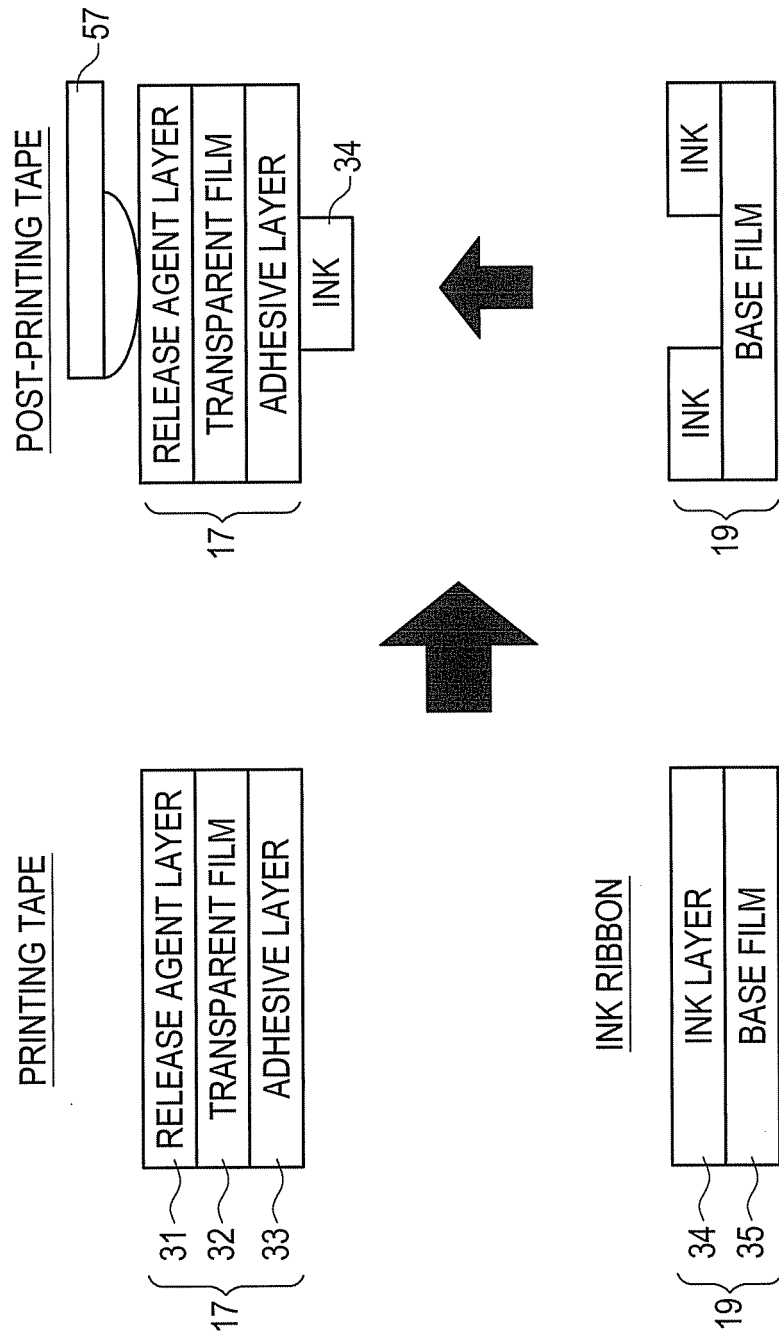 PRINTING TAPE
31
RELEASE AGENT LAYER
32
TRANSPARENT FILM
33
ADHESIVE LAYER
17
INK RIBBON
34
INK LAYER
35
BASE FILM
19
POST-PRINTING TAPE
57
RELEASE AGENT LAYER
TRANSPARENT FILM
ADHESIVE LAYER
17
INK
34
INK
INK
BASE FILM
19